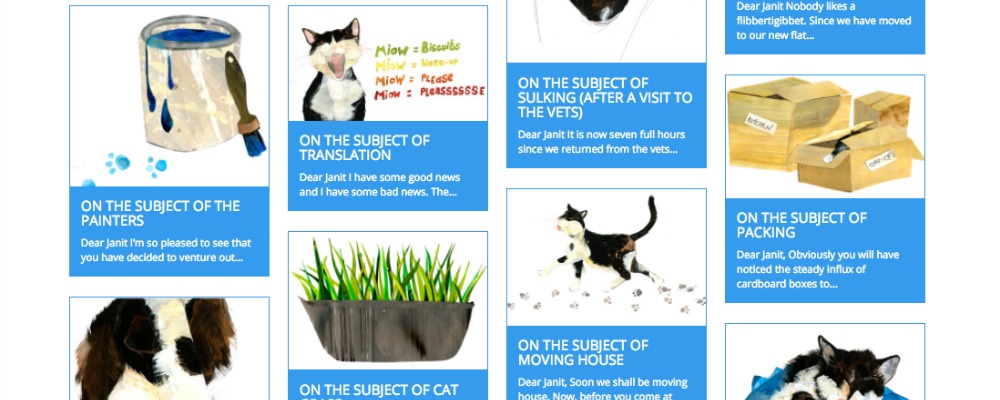 ON THE SUBJECT OF THE
PAINTERS
Dear Janit I'm so pleased to see that
you have decided to venture out...
Miow = Biscuits
Miow =
Miow = PLEASE
Miow = PLeassssssE
ON THE SUBJECT OF
TRANSLATION
Dear Janit I have some good news
and I have some bad news. The...
ON THE SUBJECT OF CAT
ON THE SUBJECT OF
SULKING (AFTER A VISIT TO
THE VETS)
Dear Janit It is now seven full hours
since we returned from the vets...
ON THE SUBJECT OF
MOVING HOUSE
Dear Janit, Soon we shall be moving
house. Now, before you come at
Dear Janit Nobody likes a
flibbertigibbet. Since we have moved
to our new flat...
OFFICE
ON THE SUBJECT OF
PACKING
Dear Janit, Obviously you will have
noticed the steady influx of
cardboard boxes to...